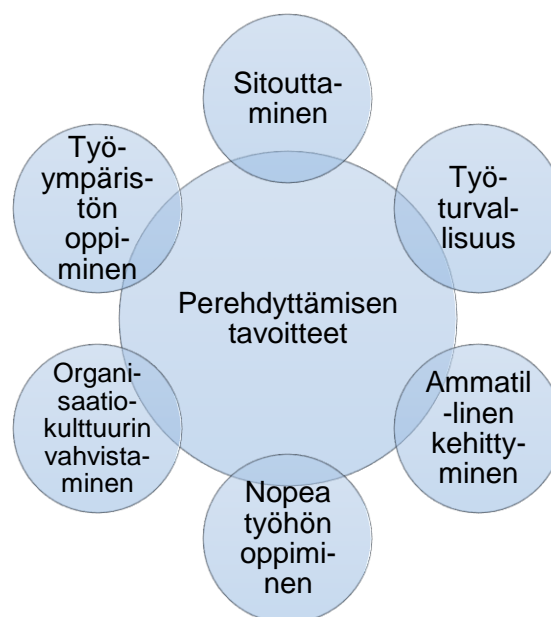 Sitoutta-
minen
Työ-
ympäris-
tön
oppi-
minen
Työ-
turval-
lisuus
Perehdyttämisen
tavoitteet
Organi-
saatio-
kulttuurin
vahvista-
minen
Ammatil
-linen
kehitty-
minen
Nopea
työhön
oppimi-
nen